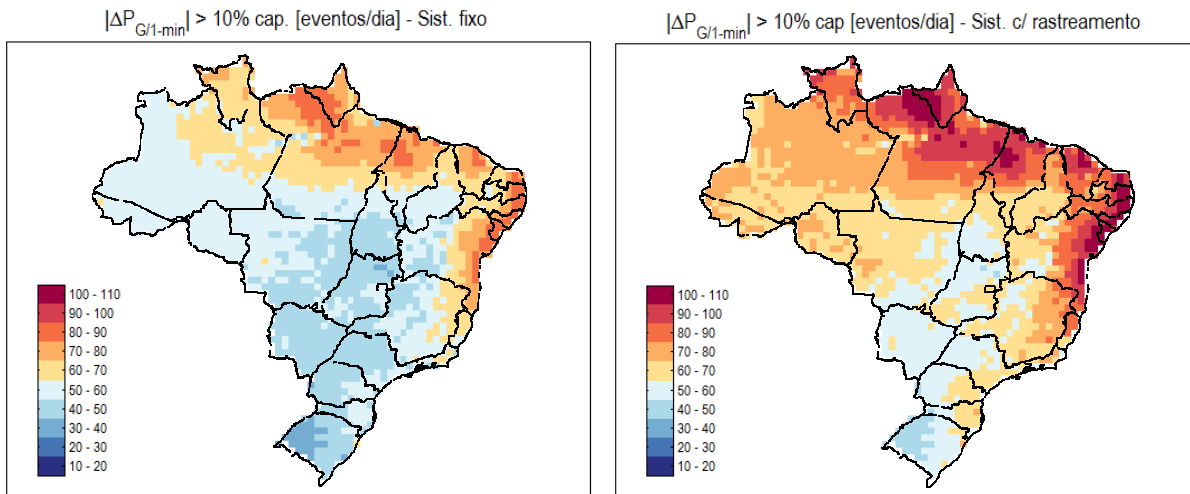 |ΔP_G/1-min| > 10% cap. [eventos/dia] - Sist. fixo
100 - 110
90 - 100
80 - 90
70 - 80
60 - 70
50 - 60
40 - 50
30 - 40
20 - 30
10 - 20
|ΔP_G/1-min| > 10% cap [eventos/dia] - Sist. c/ rastreamento
100 - 110
90 - 100
80 - 90
70 - 80
60 - 70
50 - 60
40 - 50
30 - 40
20 - 30
10 - 20